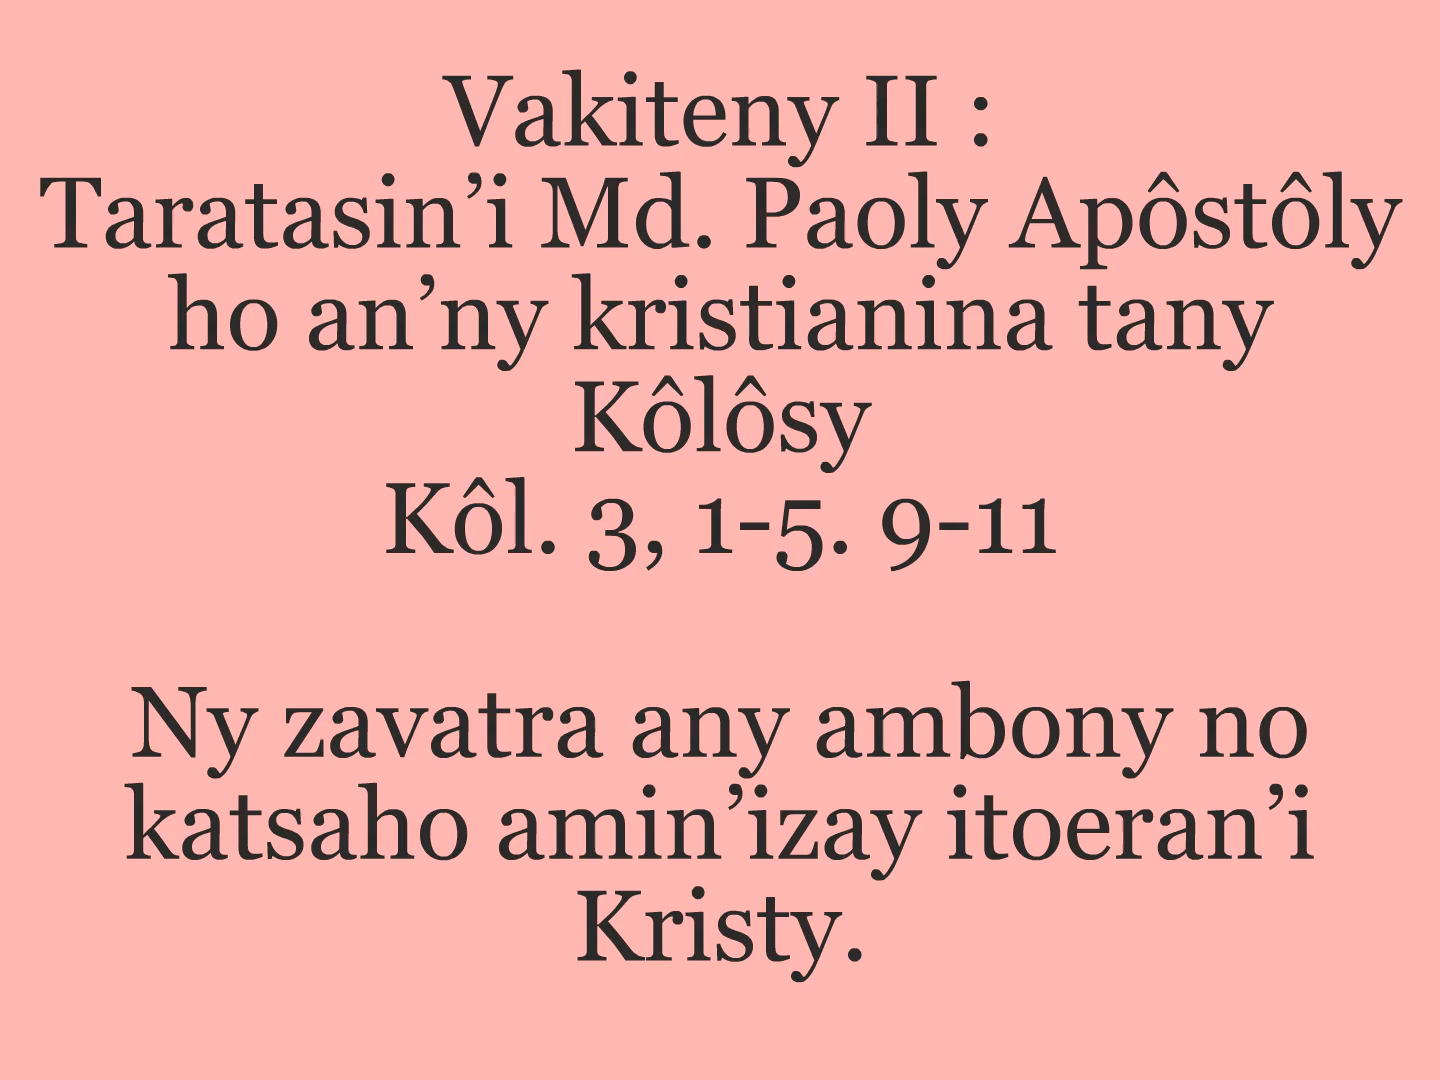 Vakiteny II :
Taratasin’i Md. Paoly Apôstôly
ho an’ny kristianina tany
Kôlôsy
Kôl. 3, 1-5. 9-11
Ny zavatra any ambony no
katsaho amin’izay itoeran’i
Kristy.